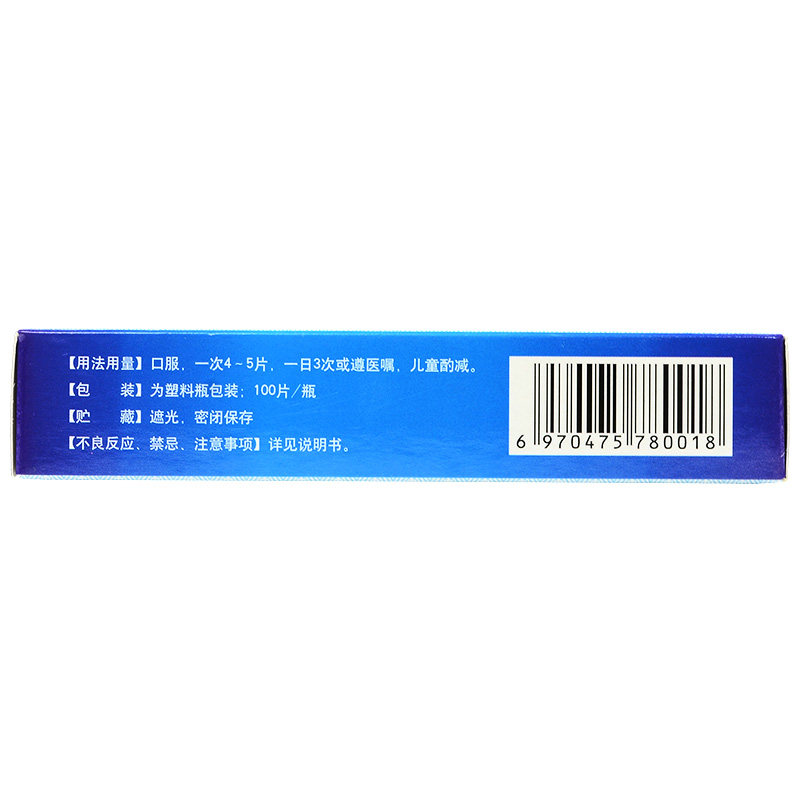 【用法用量】口服，一次4～5片，一日3次或遵医嘱，儿童酌减。
【包　　装】为塑料瓶包装；100片/瓶
【贮　　藏】遮光，密闭保存
【不良反应、禁忌、注意事项】详见说明书。
6 970475 780018